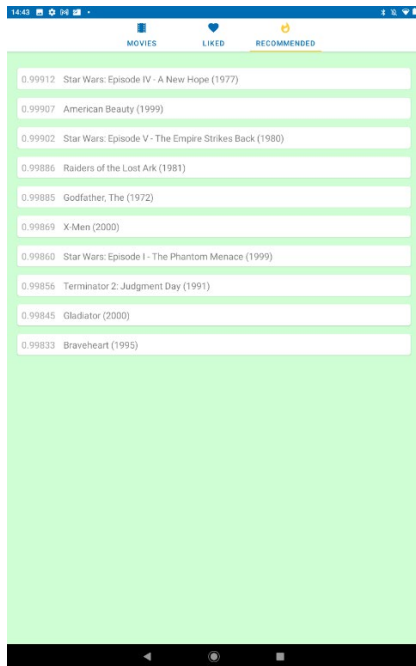 14:43
MOVIES LIKED RECOMMENDED
0.99912 Star Wars: Episode IV - A New Hope (1977)
0.99907 American Beauty (1999)
0.99902 Star Wars: Episode V - The Empire Strikes Back (1980)
0.99886 Raiders of the Lost Ark (1981)
0.99885 Godfather, The (1972)
0.99869 X-Men (2000)
0.99860 Star Wars: Episode I - The Phantom Menace (1999)
0.99856 Terminator 2: Judgment Day (1991)
0.99845 Gladiator (2000)
0.99833 Braveheart (1995)